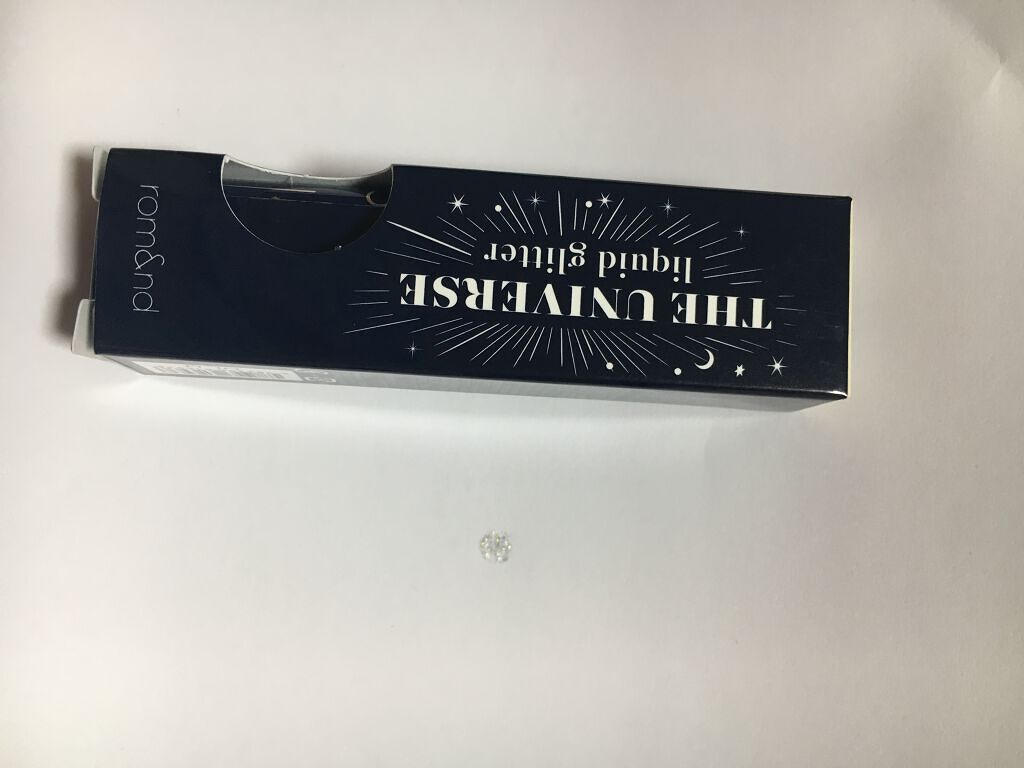 THE UNIVERSE
liquid glitter
rom&nd